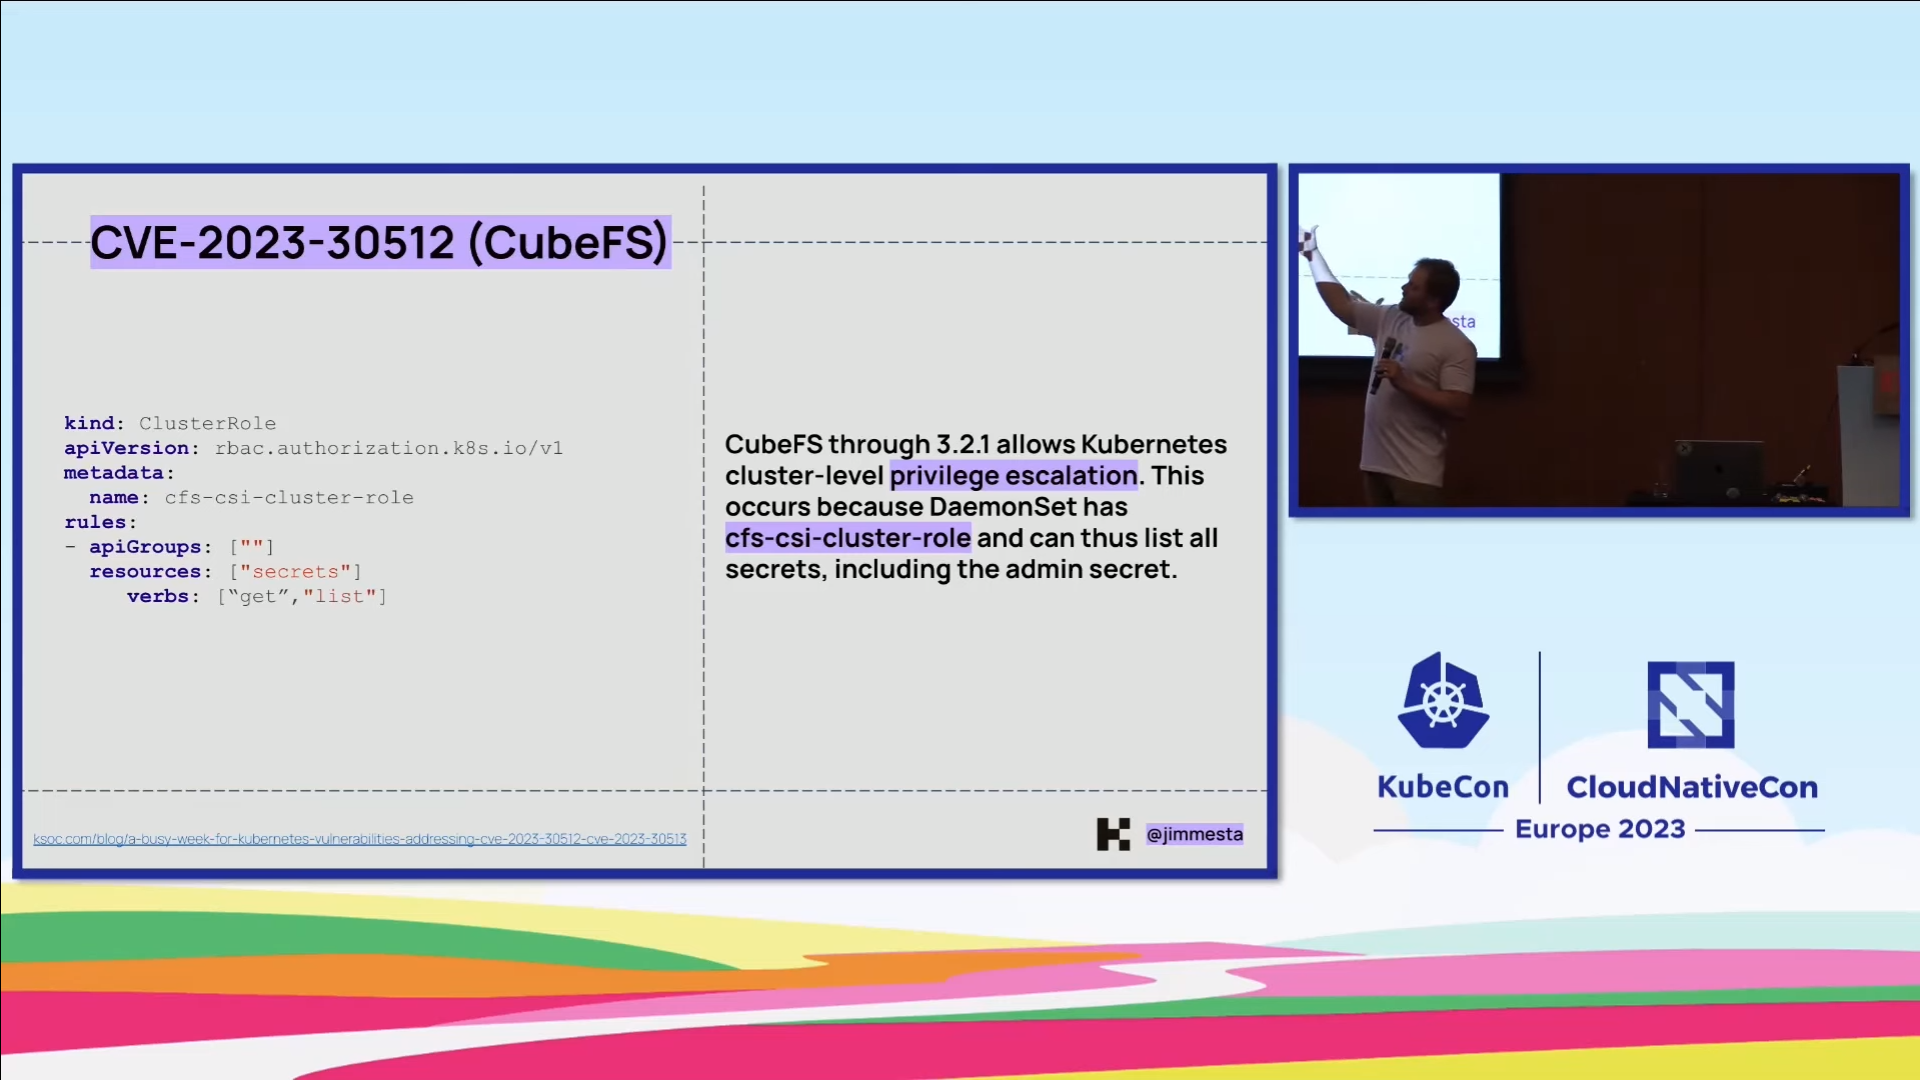 CVE-2023-30512 (CubeFS)
kind: ClusterRole
apiVersion: rbac.authorization.k8s.io/v1
metadata:
  name: cfs-csi-cluster-role
rules:
- apiGroups: [""]
  resources: ["secrets"]
     verbs: [“get”,"list"]
CubeFS through 3.2.1 allows Kubernetes
cluster-level privilege escalation. This
occurs because DaemonSet has
cfs-csi-cluster-role and can thus list all
secrets, including the admin secret.
ksoc.com/blog/a-busy-week-for-kubernetes-vulnerabilities-addressing-cve-2023-30512-cve-2023-30513
@jimmesta
sta
KubeCon
CloudNativeCon
Europe 2023